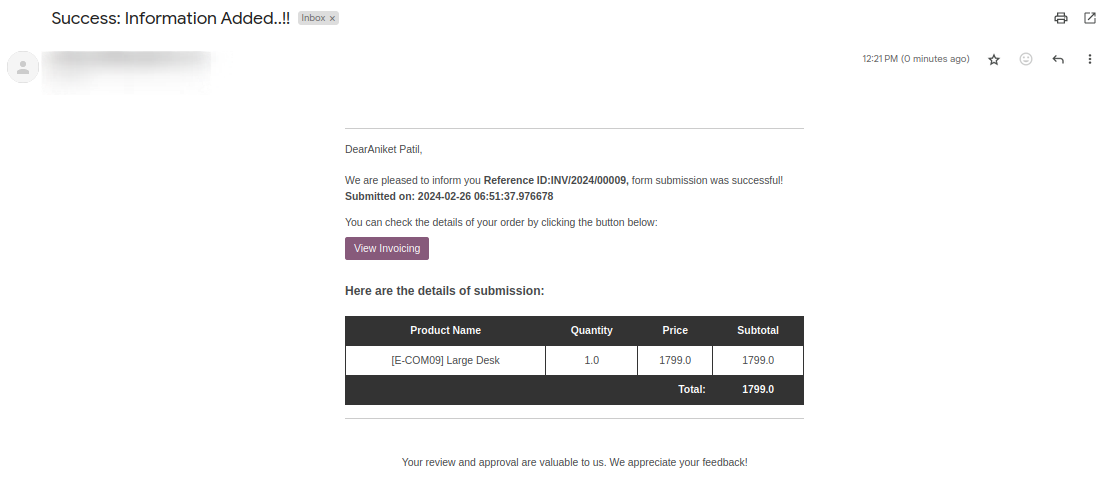 Success: Information Added..!!
Inbox x
12:21 PM (0 minutes ago)
DearAniket Patil,
We are pleased to inform you Reference ID:INV/2024/00009, form submission was successful!
Submitted on: 2024-02-26 06:51:37.976678
You can check the details of your order by clicking the button below:
View Invoicing
Here are the details of submission:
Product Name Quantity Price Subtotal
[E-COM09] Large Desk 1.0 1799.0 1799.0
Total: 1799.0
Your review and approval are valuable to us. We appreciate your feedback!